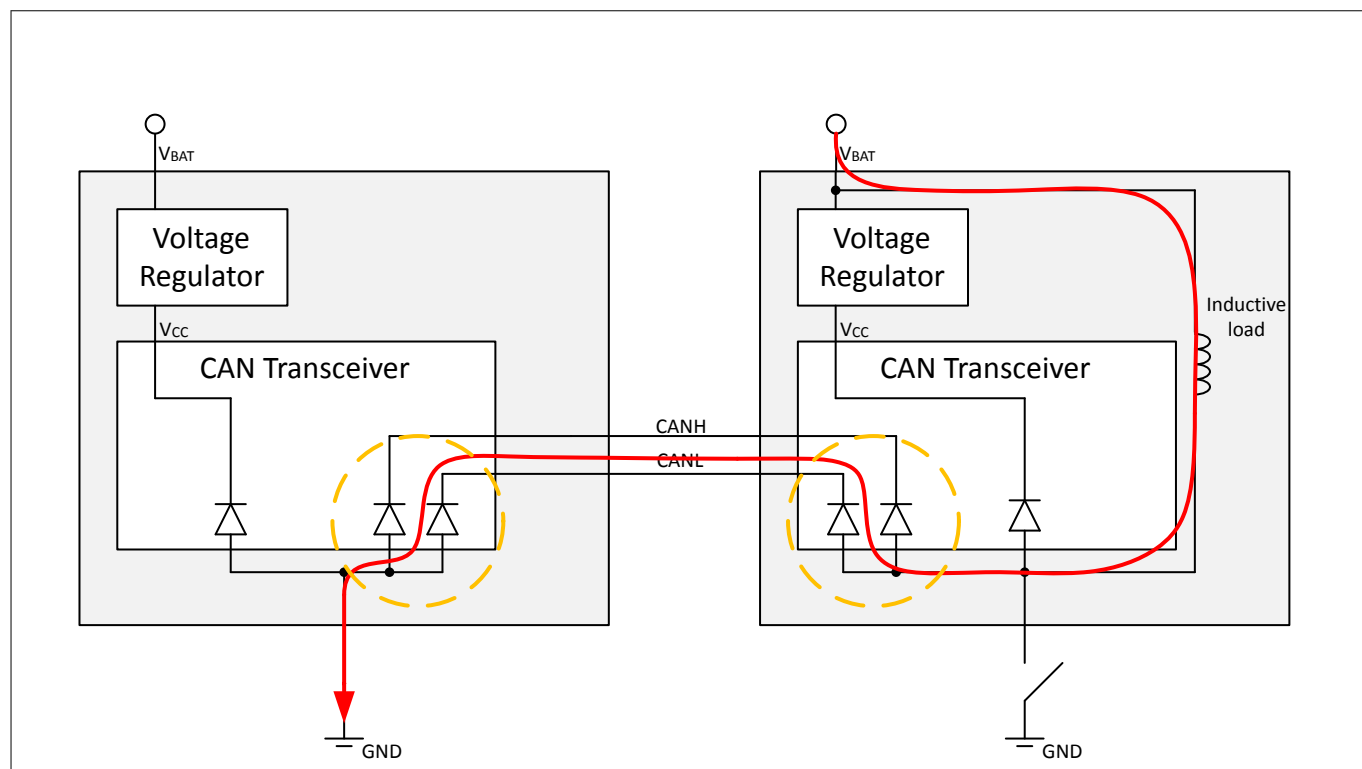 VBAT
VBAT
Voltage
Regulator
Voltage
Regulator
Inductive
load
VCC
VCC
CAN Transceiver
CAN Transceiver
CANH
CANL
GND
GND